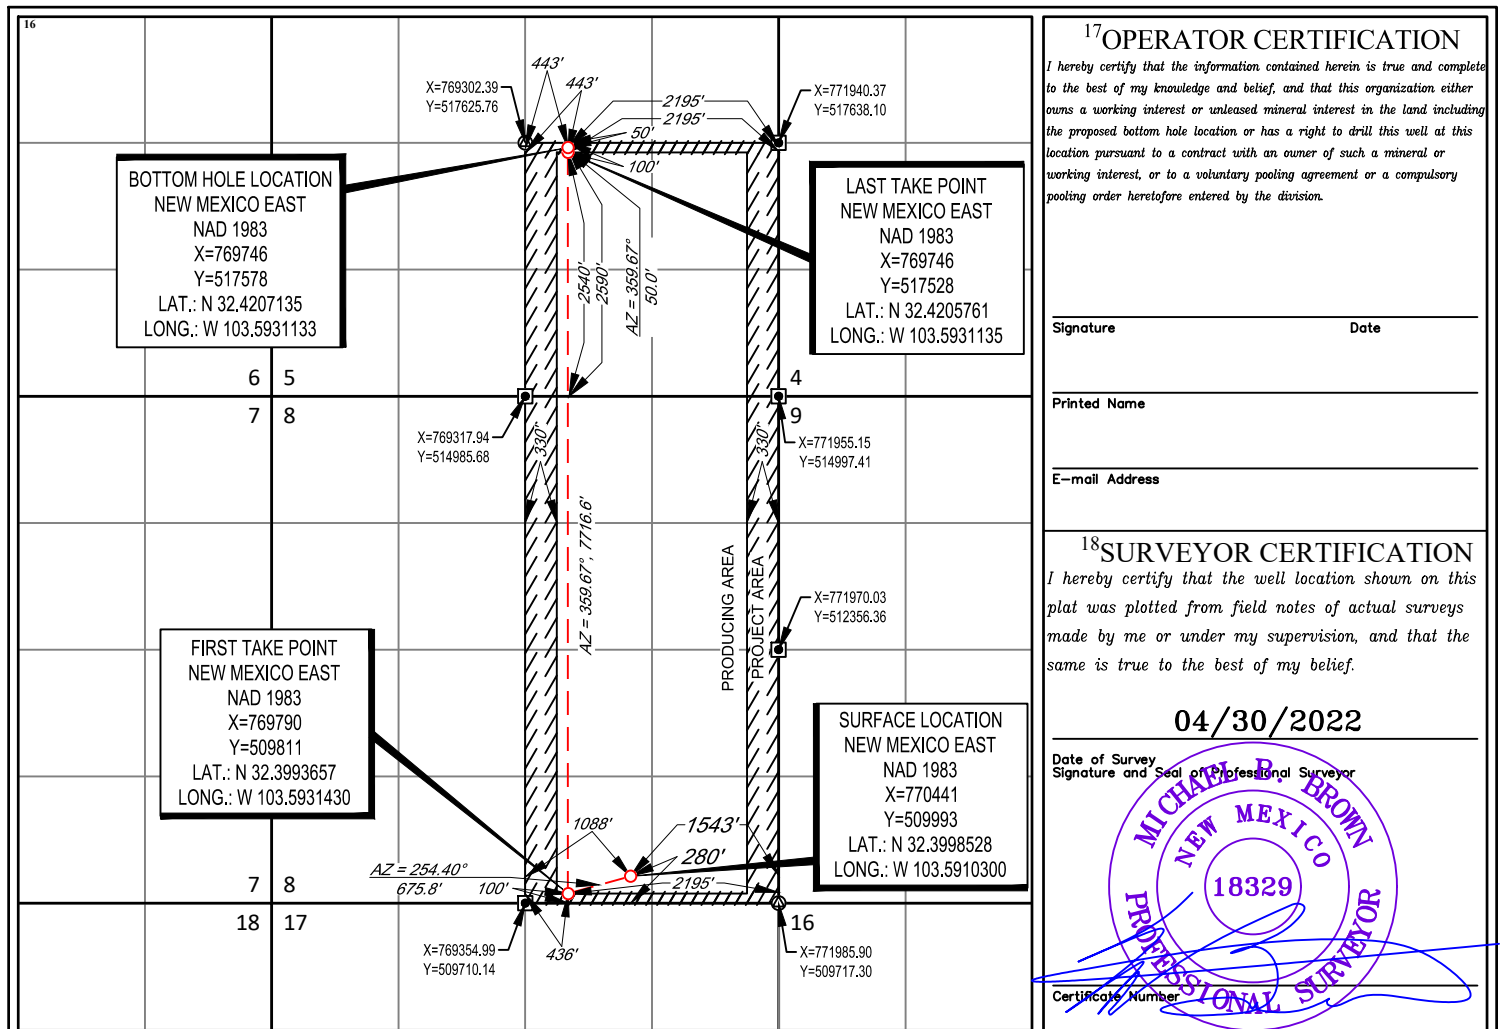 16
443'
443'
X=769302.39
Y=517625.76
2195'
2195'
50'
100'
X=771940.37
Y=517638.10
BOTTOM HOLE LOCATION
NEW MEXICO EAST
NAD 1983
X=769746
Y=517578
LAT.: N 32.4207135
LONG.: W 103.5931133
LAST TAKE POINT
NEW MEXICO EAST
NAD 1983
X=769746
Y=517528
LAT.: N 32.4205761
LONG.: W 103.5931135
2540'
2590'
AZ = 359.67°
50.0'
6 5
7 8
4
9
X=769317.94
Y=514985.68
330'
330'
X=771955.15
Y=514997.41
AZ = 359.67°, 7716.6'
PRODUCING AREA
PROJECT AREA
X=771970.03
Y=512356.36
FIRST TAKE POINT
NEW MEXICO EAST
NAD 1983
X=769790
Y=509811
LAT.: N 32.3993657
LONG.: W 103.5931430
SURFACE LOCATION
NEW MEXICO EAST
NAD 1983
X=770441
Y=509993
LAT.: N 32.3998528
LONG.: W 103.5910300
1088'
1543'
280'
AZ = 254.40°
675.8'
100'
2195'
7 8
18 17
16
436'
X=769354.99
Y=509710.14
X=771985.90
Y=509717.30
17OPERATOR CERTIFICATION
I hereby certify that the information contained herein is true and complete
to the best of my knowledge and belief, and that this organization either
owns a working interest or unleased mineral interest in the land including
the proposed bottom hole location or has a right to drill this well at this
location pursuant to a contract with an owner of such a mineral or
working interest, or to a voluntary pooling agreement or a compulsory
pooling order heretofore entered by the division.
Signature Date
Printed Name
E-mail Address
18SURVEYOR CERTIFICATION
I hereby certify that the well location shown on this
plat was plotted from field notes of actual surveys
made by me or under my supervision, and that the
same is true to the best of my belief.
04/30/2022
Date of Survey
Signature and Seal of Professional Surveyor
MICHAEL B. BROWN
NEW MEXICO
18329
PROFESSIONAL SURVEYOR
Certificate Number